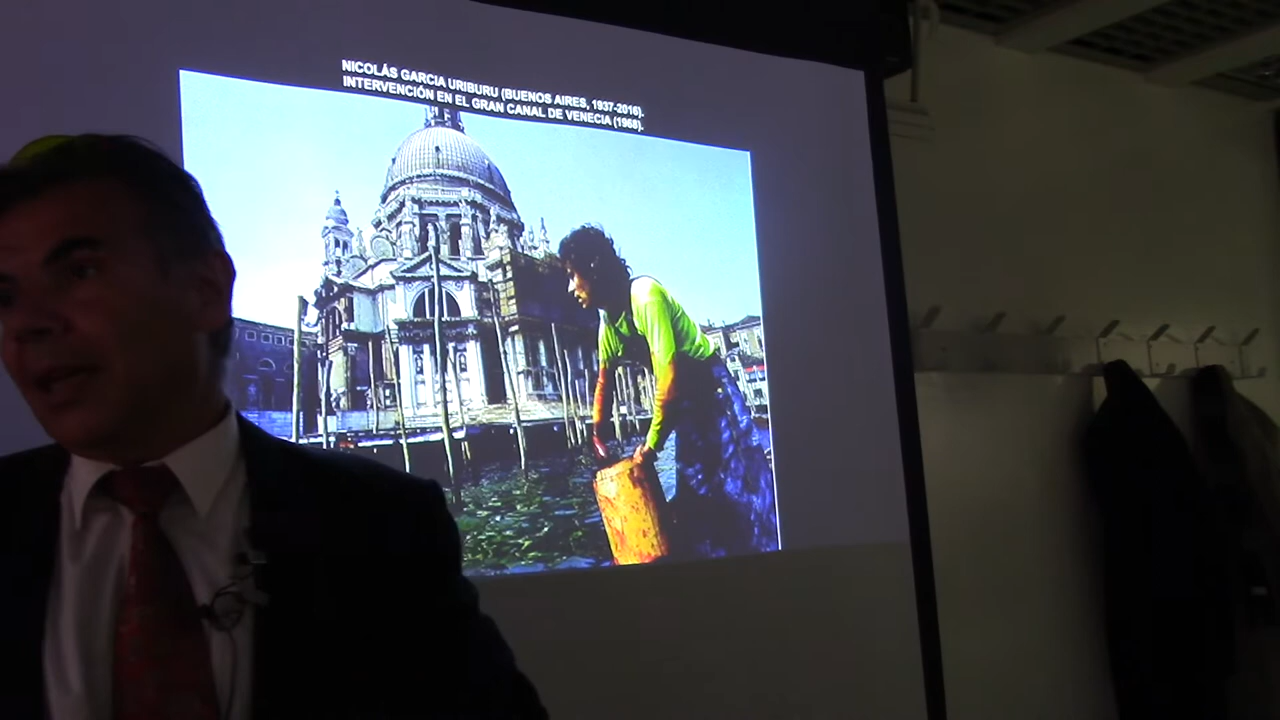 NICOLÁS GARCIA URIBURU (BUENOS AIRES, 1937-2016).
INTERVENCIÓN EN EL GRAN CANAL DE VENECIA (1968).